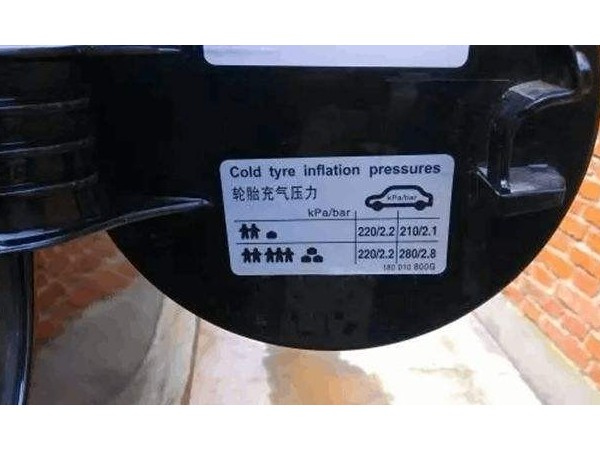 Cold tyre inflation pressures
轮胎充气压力
kPa/bar
kPa/bar
220/2.2 210/2.1
220/2.2 280/2.8
180 010 800G